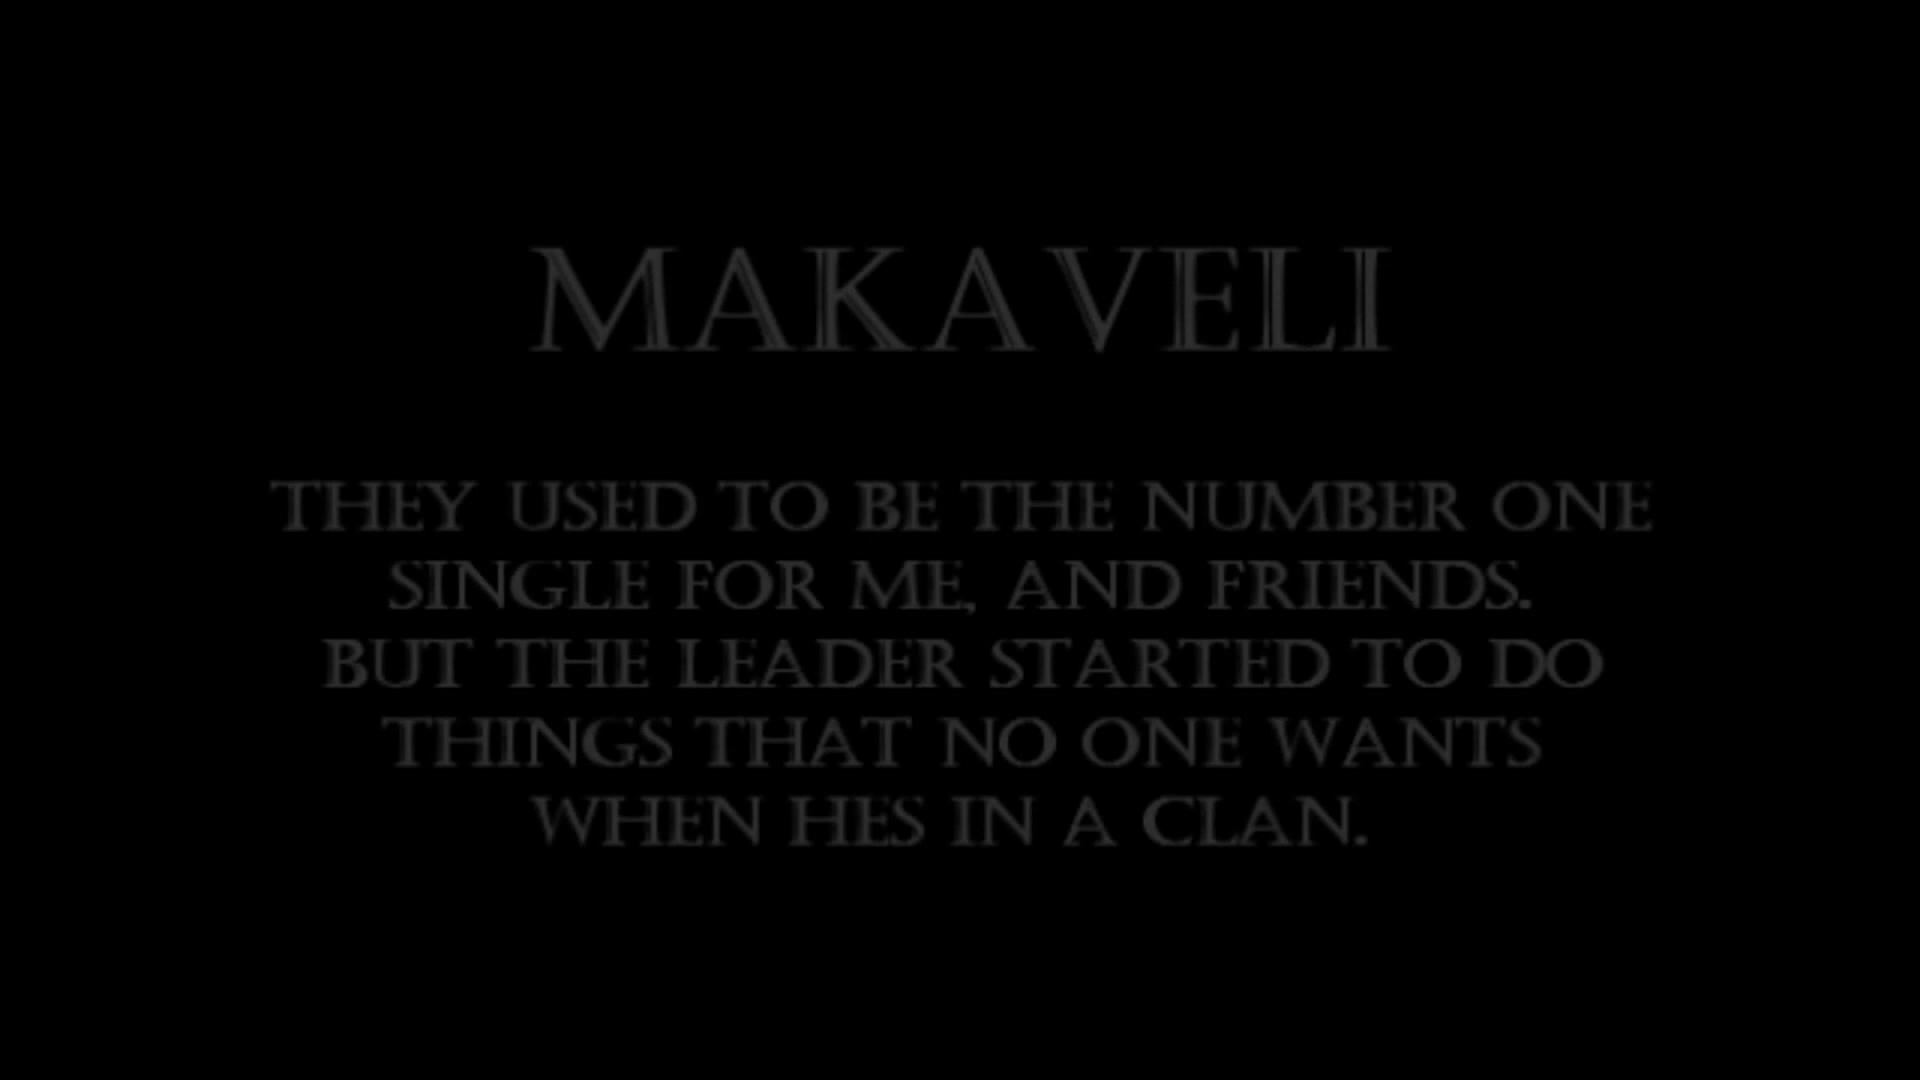 MAKAVELI
THEY USED TO BE THE NUMBER ONE
SINGLE FOR ME, AND FRIENDS.
BUT THE LEADER STARTED TO DO
THINGS THAT NO ONE WANTS
WHEN HES IN A CLAN.